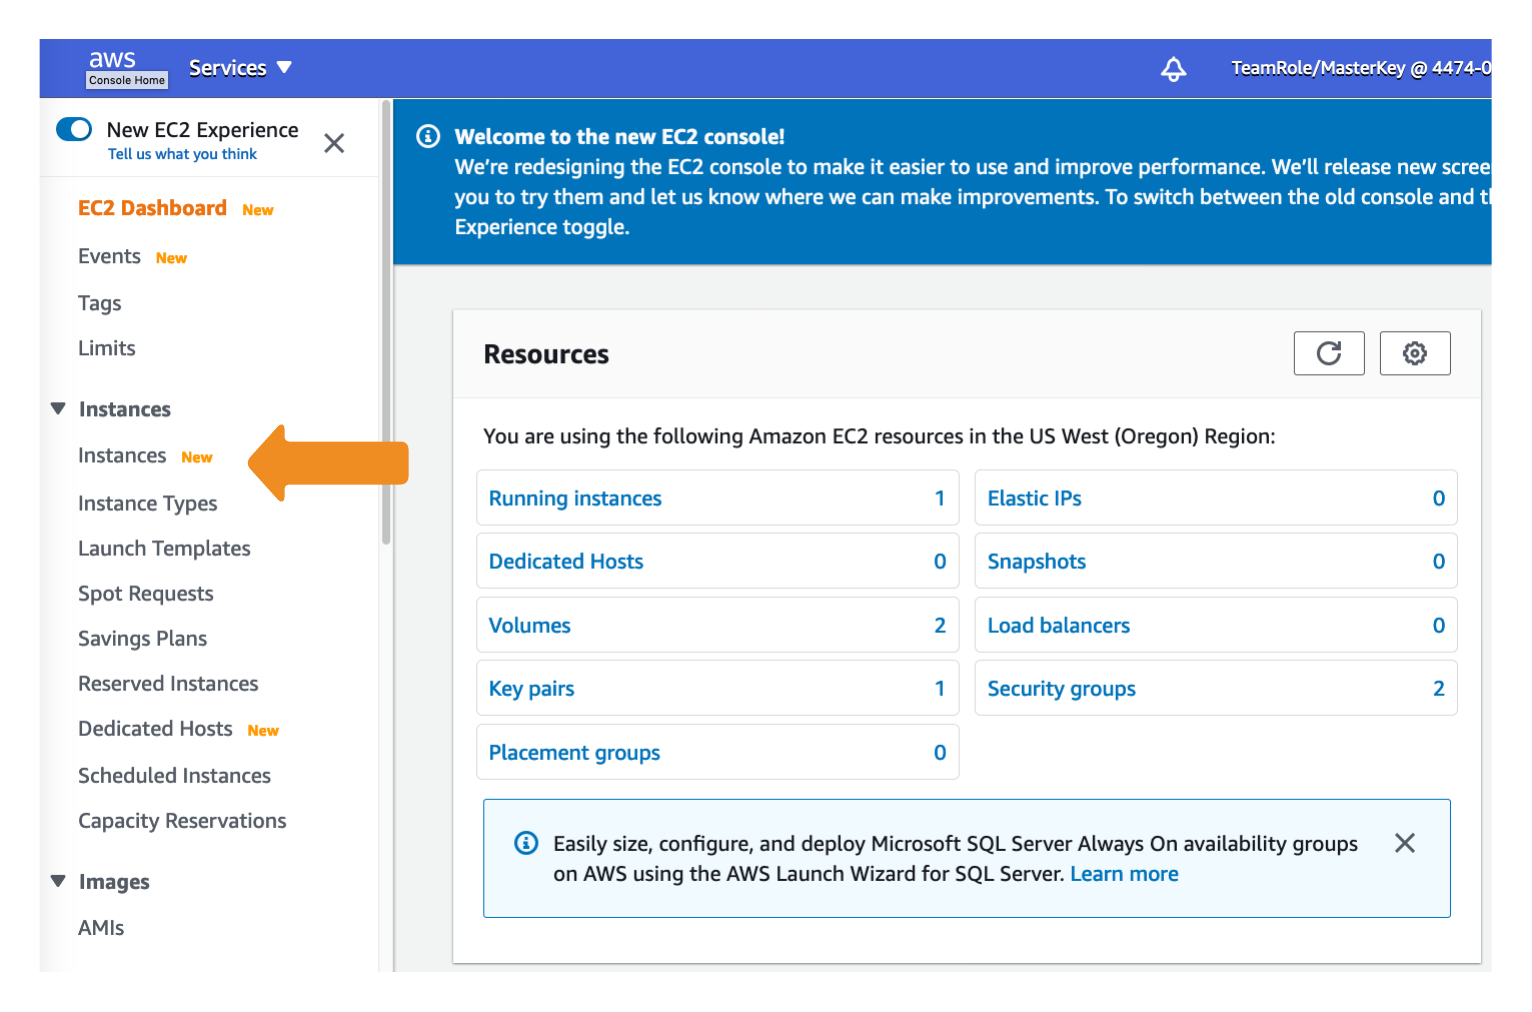 aws
Console Home
Services
TeamRole/MasterKey @ 4474-0
New EC2 Experience
Tell us what you think
EC2 Dashboard New
Events New
Tags
Limits
Instances
Instances New
Instance Types
Launch Templates
Spot Requests
Savings Plans
Reserved Instances
Dedicated Hosts New
Scheduled Instances
Capacity Reservations
Images
AMIs
Welcome to the new EC2 console!
We're redesigning the EC2 console to make it easier to use and improve performance. We'll release new scree
you to try them and let us know where we can make improvements. To switch between the old console and t
Experience toggle.
Resources
You are using the following Amazon EC2 resources in the US West (Oregon) Region:
Running instances 1
Elastic IPs 0
Dedicated Hosts 0
Snapshots 0
Volumes 2
Load balancers 0
Key pairs 1
Security groups 2
Placement groups 0
Easily size, configure, and deploy Microsoft SQL Server Always On availability groups
on AWS using the AWS Launch Wizard for SQL Server. Learn more